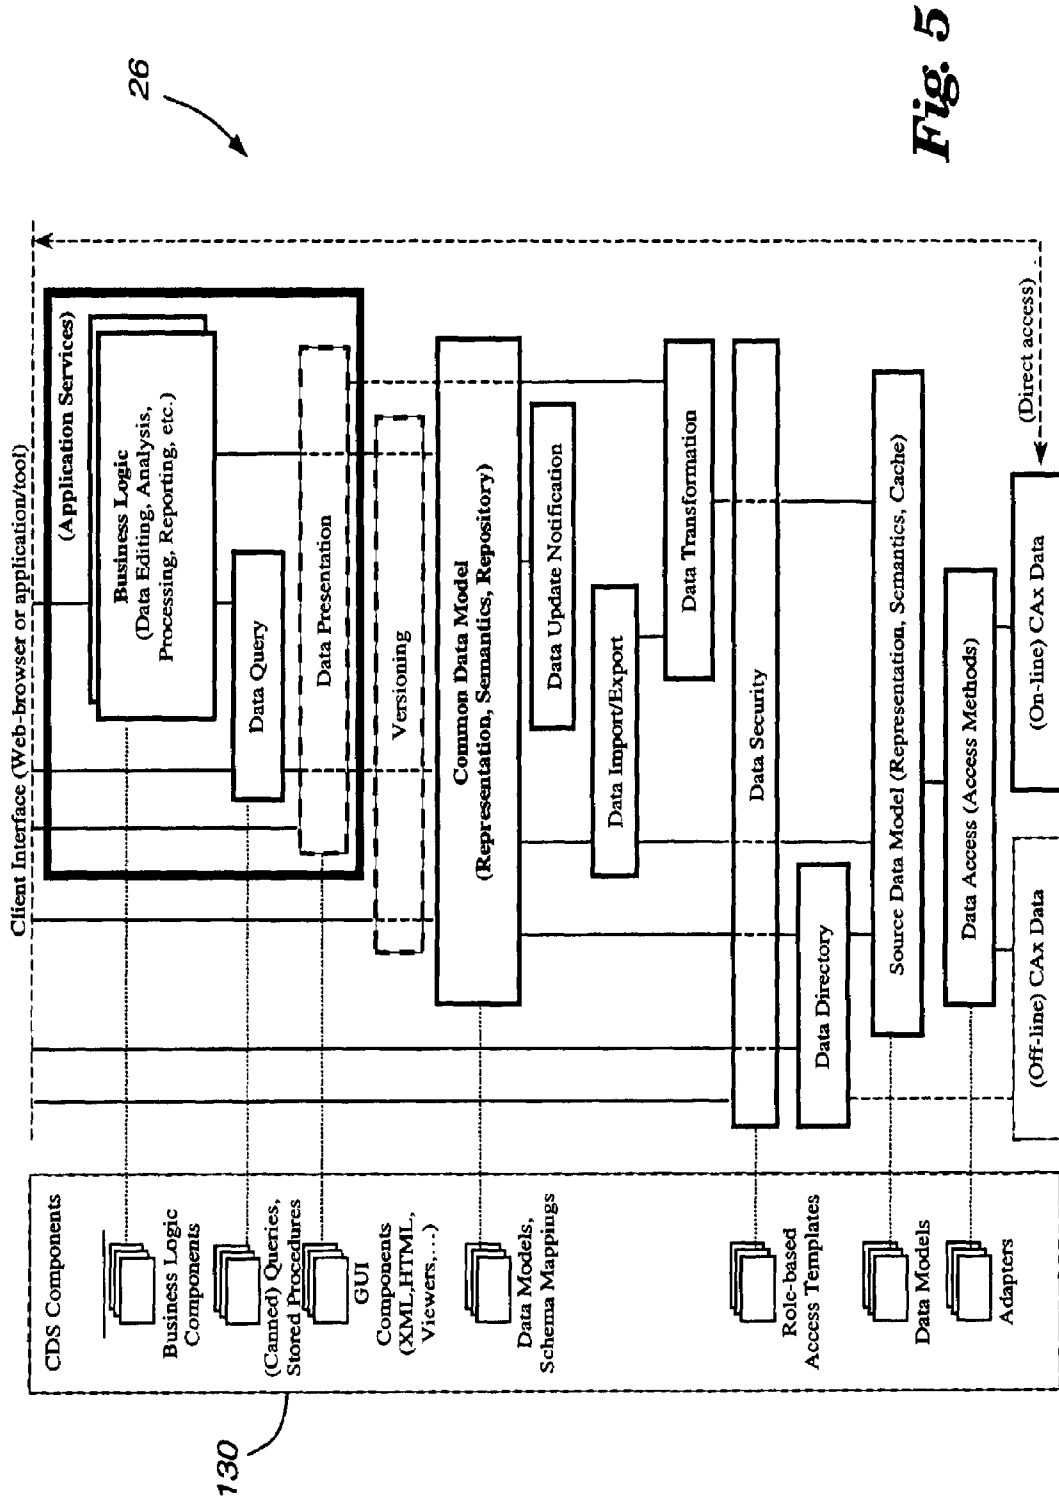 26
Fig. 5
Client Interface (Web-browser or application/tool)
(Application Services)
Business Logic
(Data Editing, Analysis,
Processing, Reporting, etc.)
Data Query
Data Presentation
Versioning
Common Data Model
(Representation, Semantics, Repository)
Data Update Notification
Data Import/Export
Data Transformation
Data Security
Data Directory
Source Data Model (Representation, Semantics, Cache)
Data Access (Access Methods)
(Off-line) CAx Data
(On-line) CAx Data
(Direct access)
CDS Components
Business Logic
Components
(Canned) Queries,
Stored Procedures
GUI
Components
(XML,HTML,
Viewers,...)
Data Models,
Schema Mappings
Role-based
Access Templates
Data Models
Adapters
130